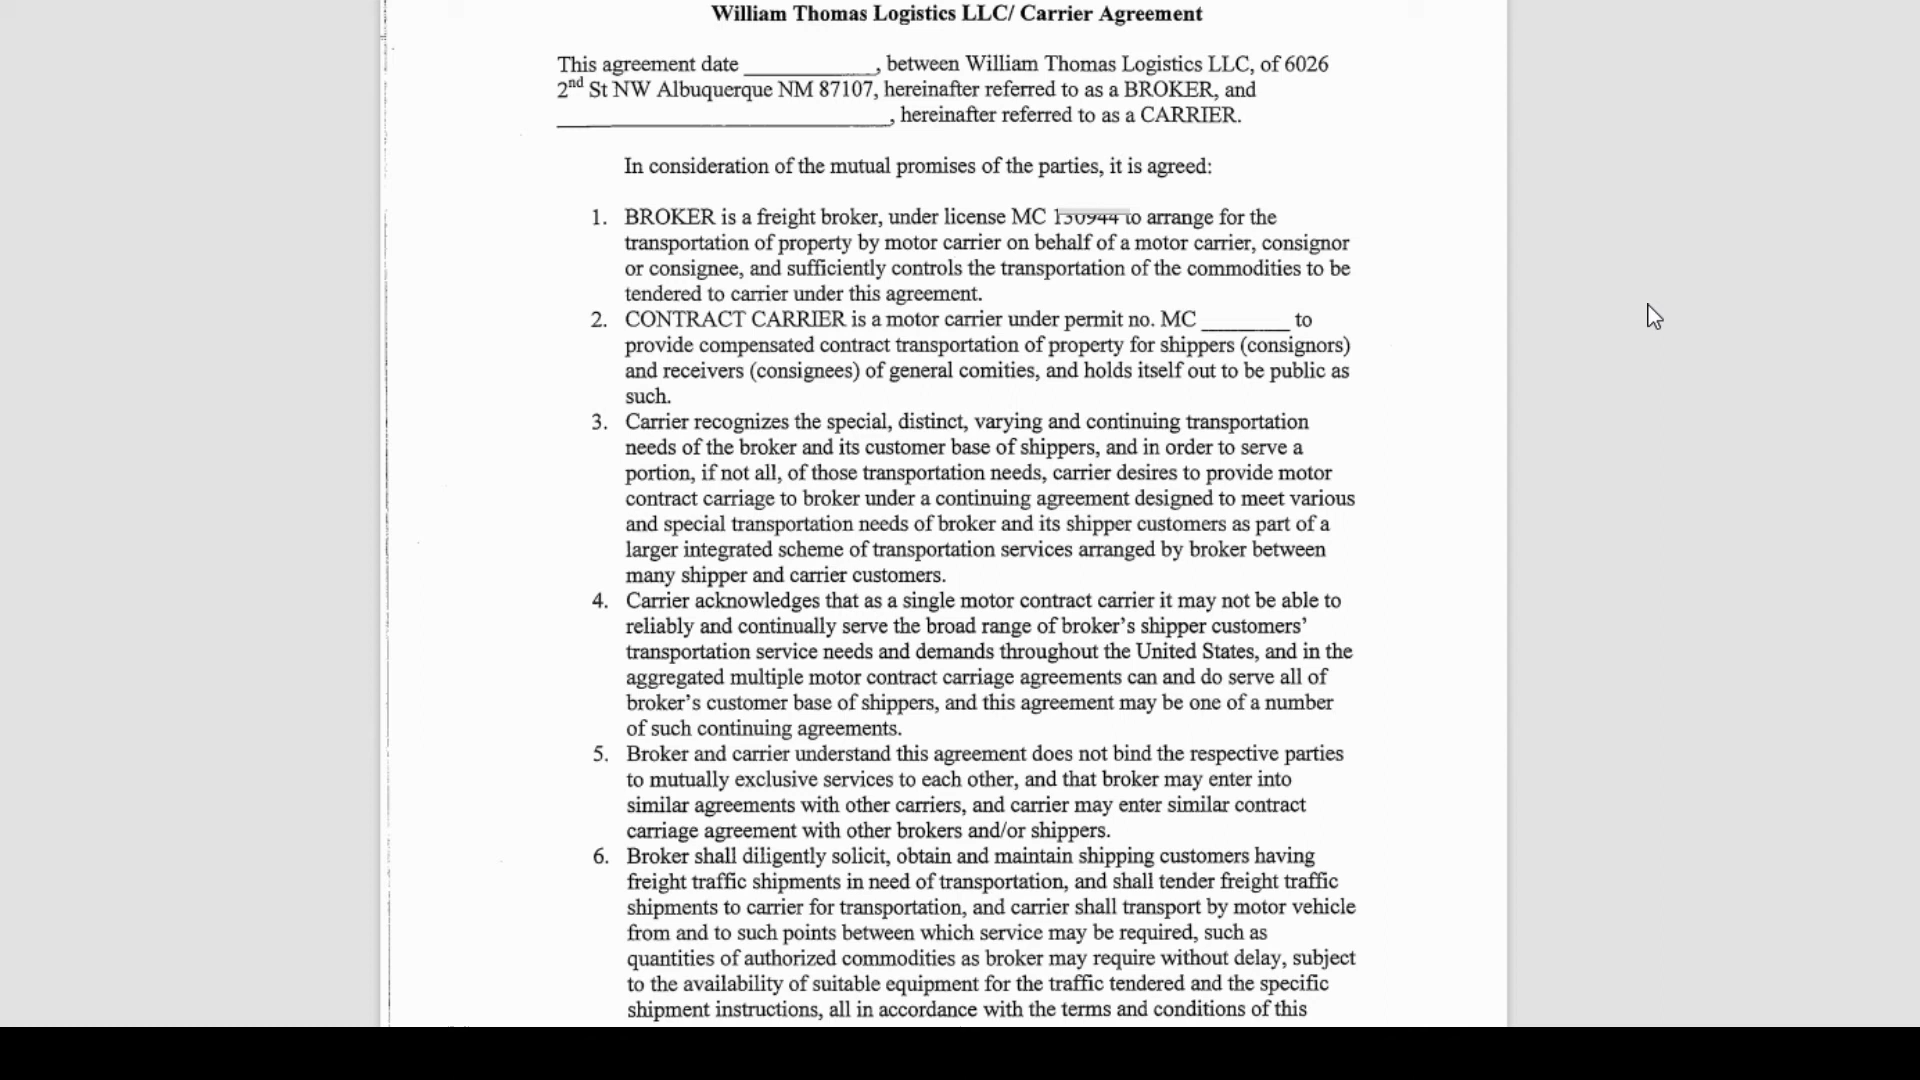 William Thomas Logistics LLC/ Carrier Agreement
This agreement date ____________, between William Thomas Logistics LLC, of 6026
2nd St NW Albuquerque NM 87107, hereinafter referred to as a BROKER, and
______________________________, hereinafter referred to as a CARRIER.
In consideration of the mutual promises of the parties, it is agreed:
1. BROKER is a freight broker, under license MC to arrange for the
transportation of property by motor carrier on behalf of a motor carrier, consignor
or consignee, and sufficiently controls the transportation of the commodities to be
tendered to carrier under this agreement.
2. CONTRACT CARRIER is a motor carrier under permit no. MC ________ to
provide compensated contract transportation of property for shippers (consignors)
and receivers (consignees) of general comities, and holds itself out to be public as
such.
3. Carrier recognizes the special, distinct, varying and continuing transportation
needs of the broker and its customer base of shippers, and in order to serve a
portion, if not all, of those transportation needs, carrier desires to provide motor
contract carriage to broker under a continuing agreement designed to meet various
and special transportation needs of broker and its shipper customers as part of a
larger integrated scheme of transportation services arranged by broker between
many shipper and carrier customers.
4. Carrier acknowledges that as a single motor contract carrier it may not be able to
reliably and continually serve the broad range of broker’s shipper customers’
transportation service needs and demands throughout the United States, and in the
aggregated multiple motor contract carriage agreements can and do serve all of
broker’s customer base of shippers, and this agreement may be one of a number
of such continuing agreements.
5. Broker and carrier understand this agreement does not bind the respective parties
to mutually exclusive services to each other, and that broker may enter into
similar agreements with other carriers, and carrier may enter similar contract
carriage agreement with other brokers and/or shippers.
6. Broker shall diligently solicit, obtain and maintain shipping customers having
freight traffic shipments in need of transportation, and shall tender freight traffic
shipments to carrier for transportation, and carrier shall transport by motor vehicle
from and to such points between which service may be required, such as
quantities of authorized commodities as broker may require without delay, subject
to the availability of suitable equipment for the traffic tendered and the specific
shipment instructions, all in accordance with the terms and conditions of this